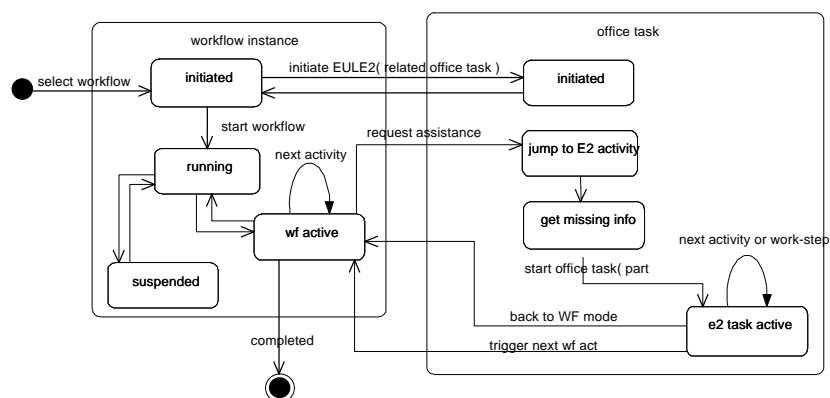 workflow instance
office task
select workflow
initiated
initiate EULE2( related office task )
initiated
start workflow
request assistance
jump to E2 activity
running
next activity
get missing info
wf active
next activity or work-step
suspended
start office task( part
back to WF mode
e2 task active
completed
trigger next wf act